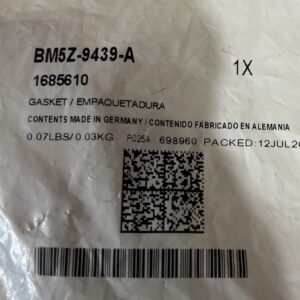 BM5Z-9439-A 1X
1685610
GASKET / EMPAQUETADURA
CONTENTS MADE IN GERMANY / CONTENIDO FABRICADO EN ALEMANIA
0.07LBS/0.03KG P025A 698960 PACKED:12JUL20